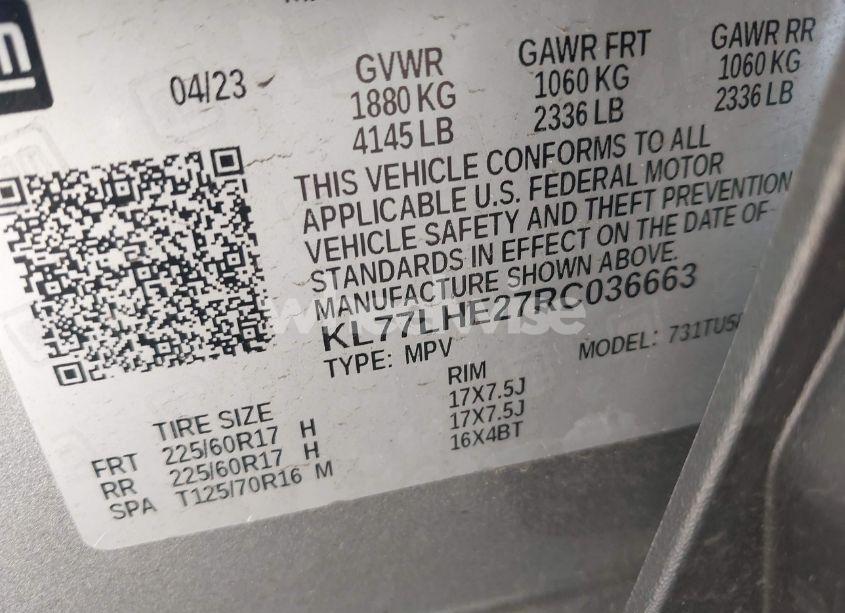 gm
04/23
GVWR
1880 KG
4145 LB
GAWR FRT
1060 KG
2336 LB
GAWR RR
1060 KG
2336 LB
THIS VEHICLE CONFORMS TO ALL
APPLICABLE U.S. FEDERAL MOTOR
VEHICLE SAFETY AND THEFT PREVENTION
STANDARDS IN EFFECT ON THE DATE OF
MANUFACTURE SHOWN ABOVE.
KL77LHE27RC036663
TYPE: MPV
MODEL: 731TU5
TIRE SIZE
RIM
FRT 225/60R17 H 17X7.5J
RR 225/60R17 H 17X7.5J
SPA T125/70R16 M 16X4BT